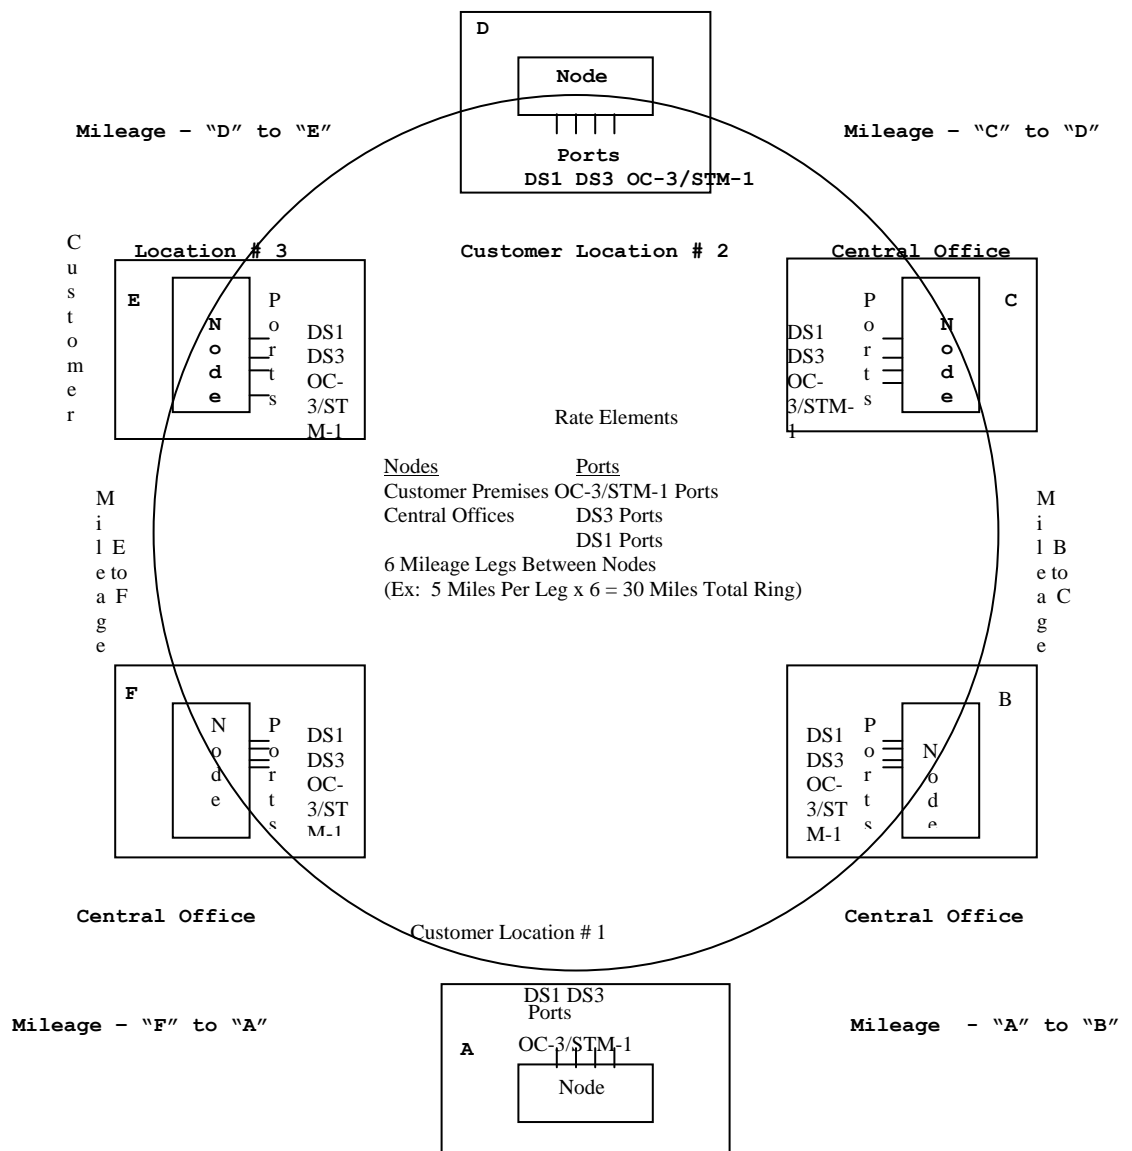 D
Node
Mileage – “D” to “E”
Mileage – “C” to “D”
Ports
DS1 DS3 OC-3/STM-1
Customer
Location # 3
Customer Location # 2
Central Office
E
Node
Ports
DS1
DS3
OC-
3/ST
M-1
DS1
DS3
OC-
3/STM-
1
Ports
Node
C
Rate Elements
Nodes Ports
Customer Premises OC-3/STM-1 Ports
Central Offices DS3 Ports
DS1 Ports
6 Mileage Legs Between Nodes
(Ex: 5 Miles Per Leg x 6 = 30 Miles Total Ring)
Mileage
E
to
F
Mileage
B
to
C
F
Node
Ports
DS1
DS3
OC-
3/ST
M-1
DS1
DS3
OC-
3/ST
M-1
Ports
Node
B
Central Office
Central Office
Customer Location # 1
DS1 DS3
Ports
Mileage – “F” to “A”
Mileage - “A” to “B”
A
OC-3/STM-1
Node